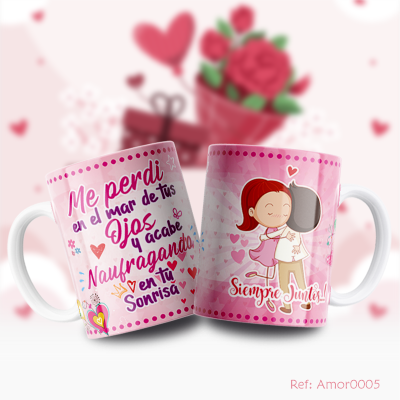 Me perdi
en el mar de tus
Ojos
y acabe
Naufragando
en tu
Sonrisa
Siempre Juntos..!
Ref: Amor0005